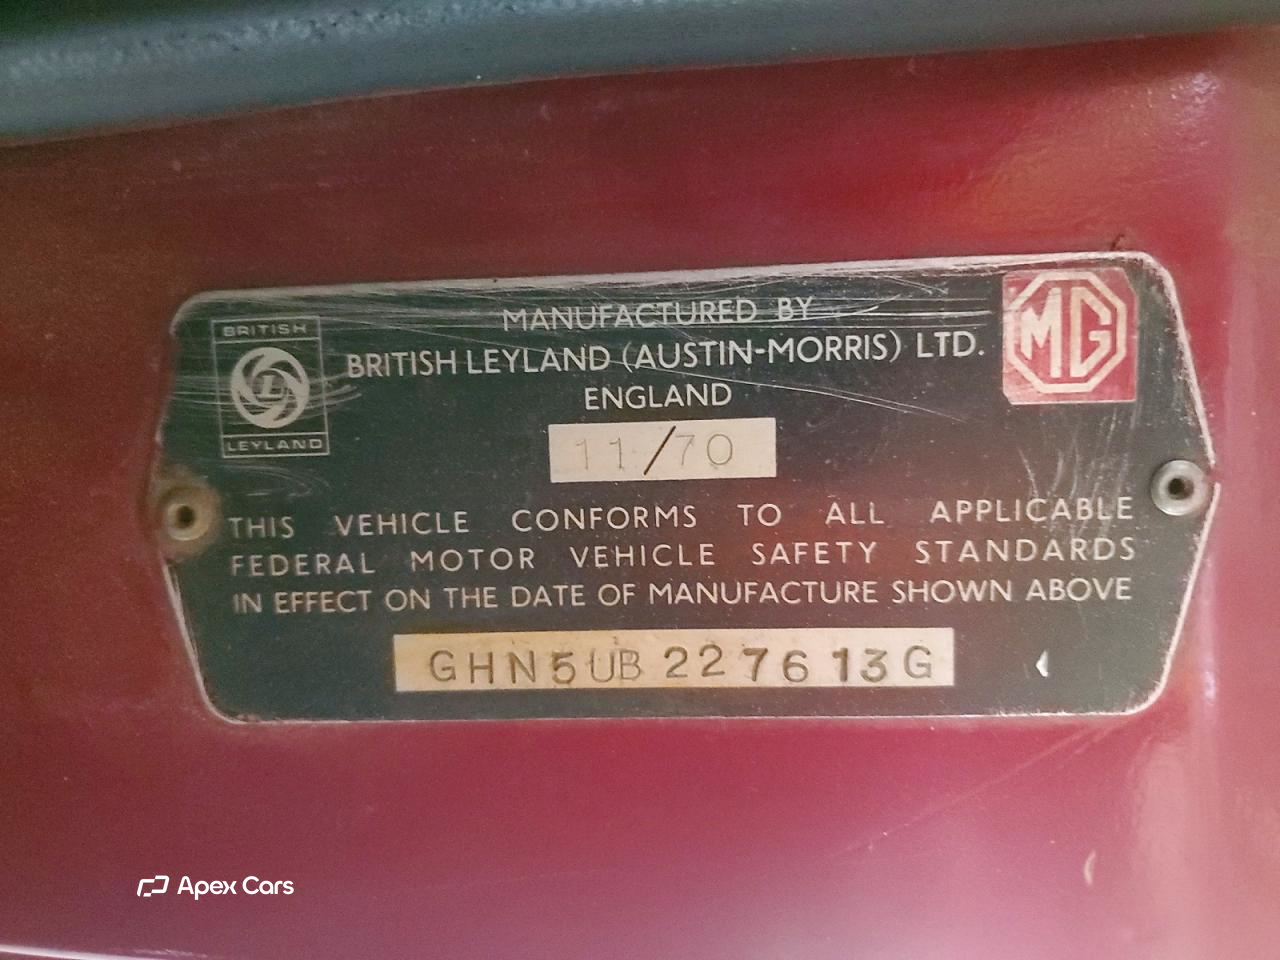 MANUFACTURED BY
BRITISH LEYLAND (AUSTIN-MORRIS) LTD.
ENGLAND
BRITISH
L
LEYLAND
MG
11/70
THIS VEHICLE CONFORMS TO ALL APPLICABLE
FEDERAL MOTOR VEHICLE SAFETY STANDARDS
IN EFFECT ON THE DATE OF MANUFACTURE SHOWN ABOVE
GHN5UB 227613G
Apex Cars